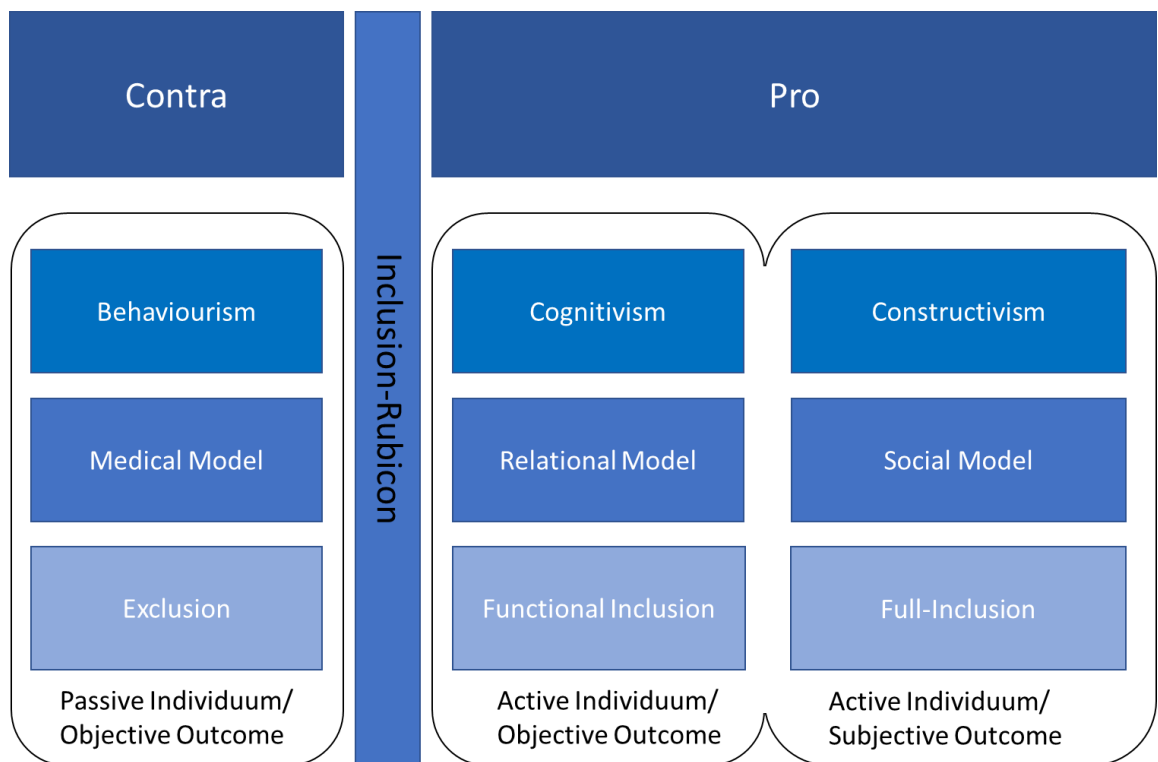 Contra
Pro
Inclusion-Rubicon
Behaviourism
Cognitivism
Constructivism
Medical Model
Relational Model
Social Model
Exclusion
Functional Inclusion
Full-Inclusion
Passive Individuum/
Objective Outcome
Active Individuum/
Objective Outcome
Active Individuum/
Subjective Outcome